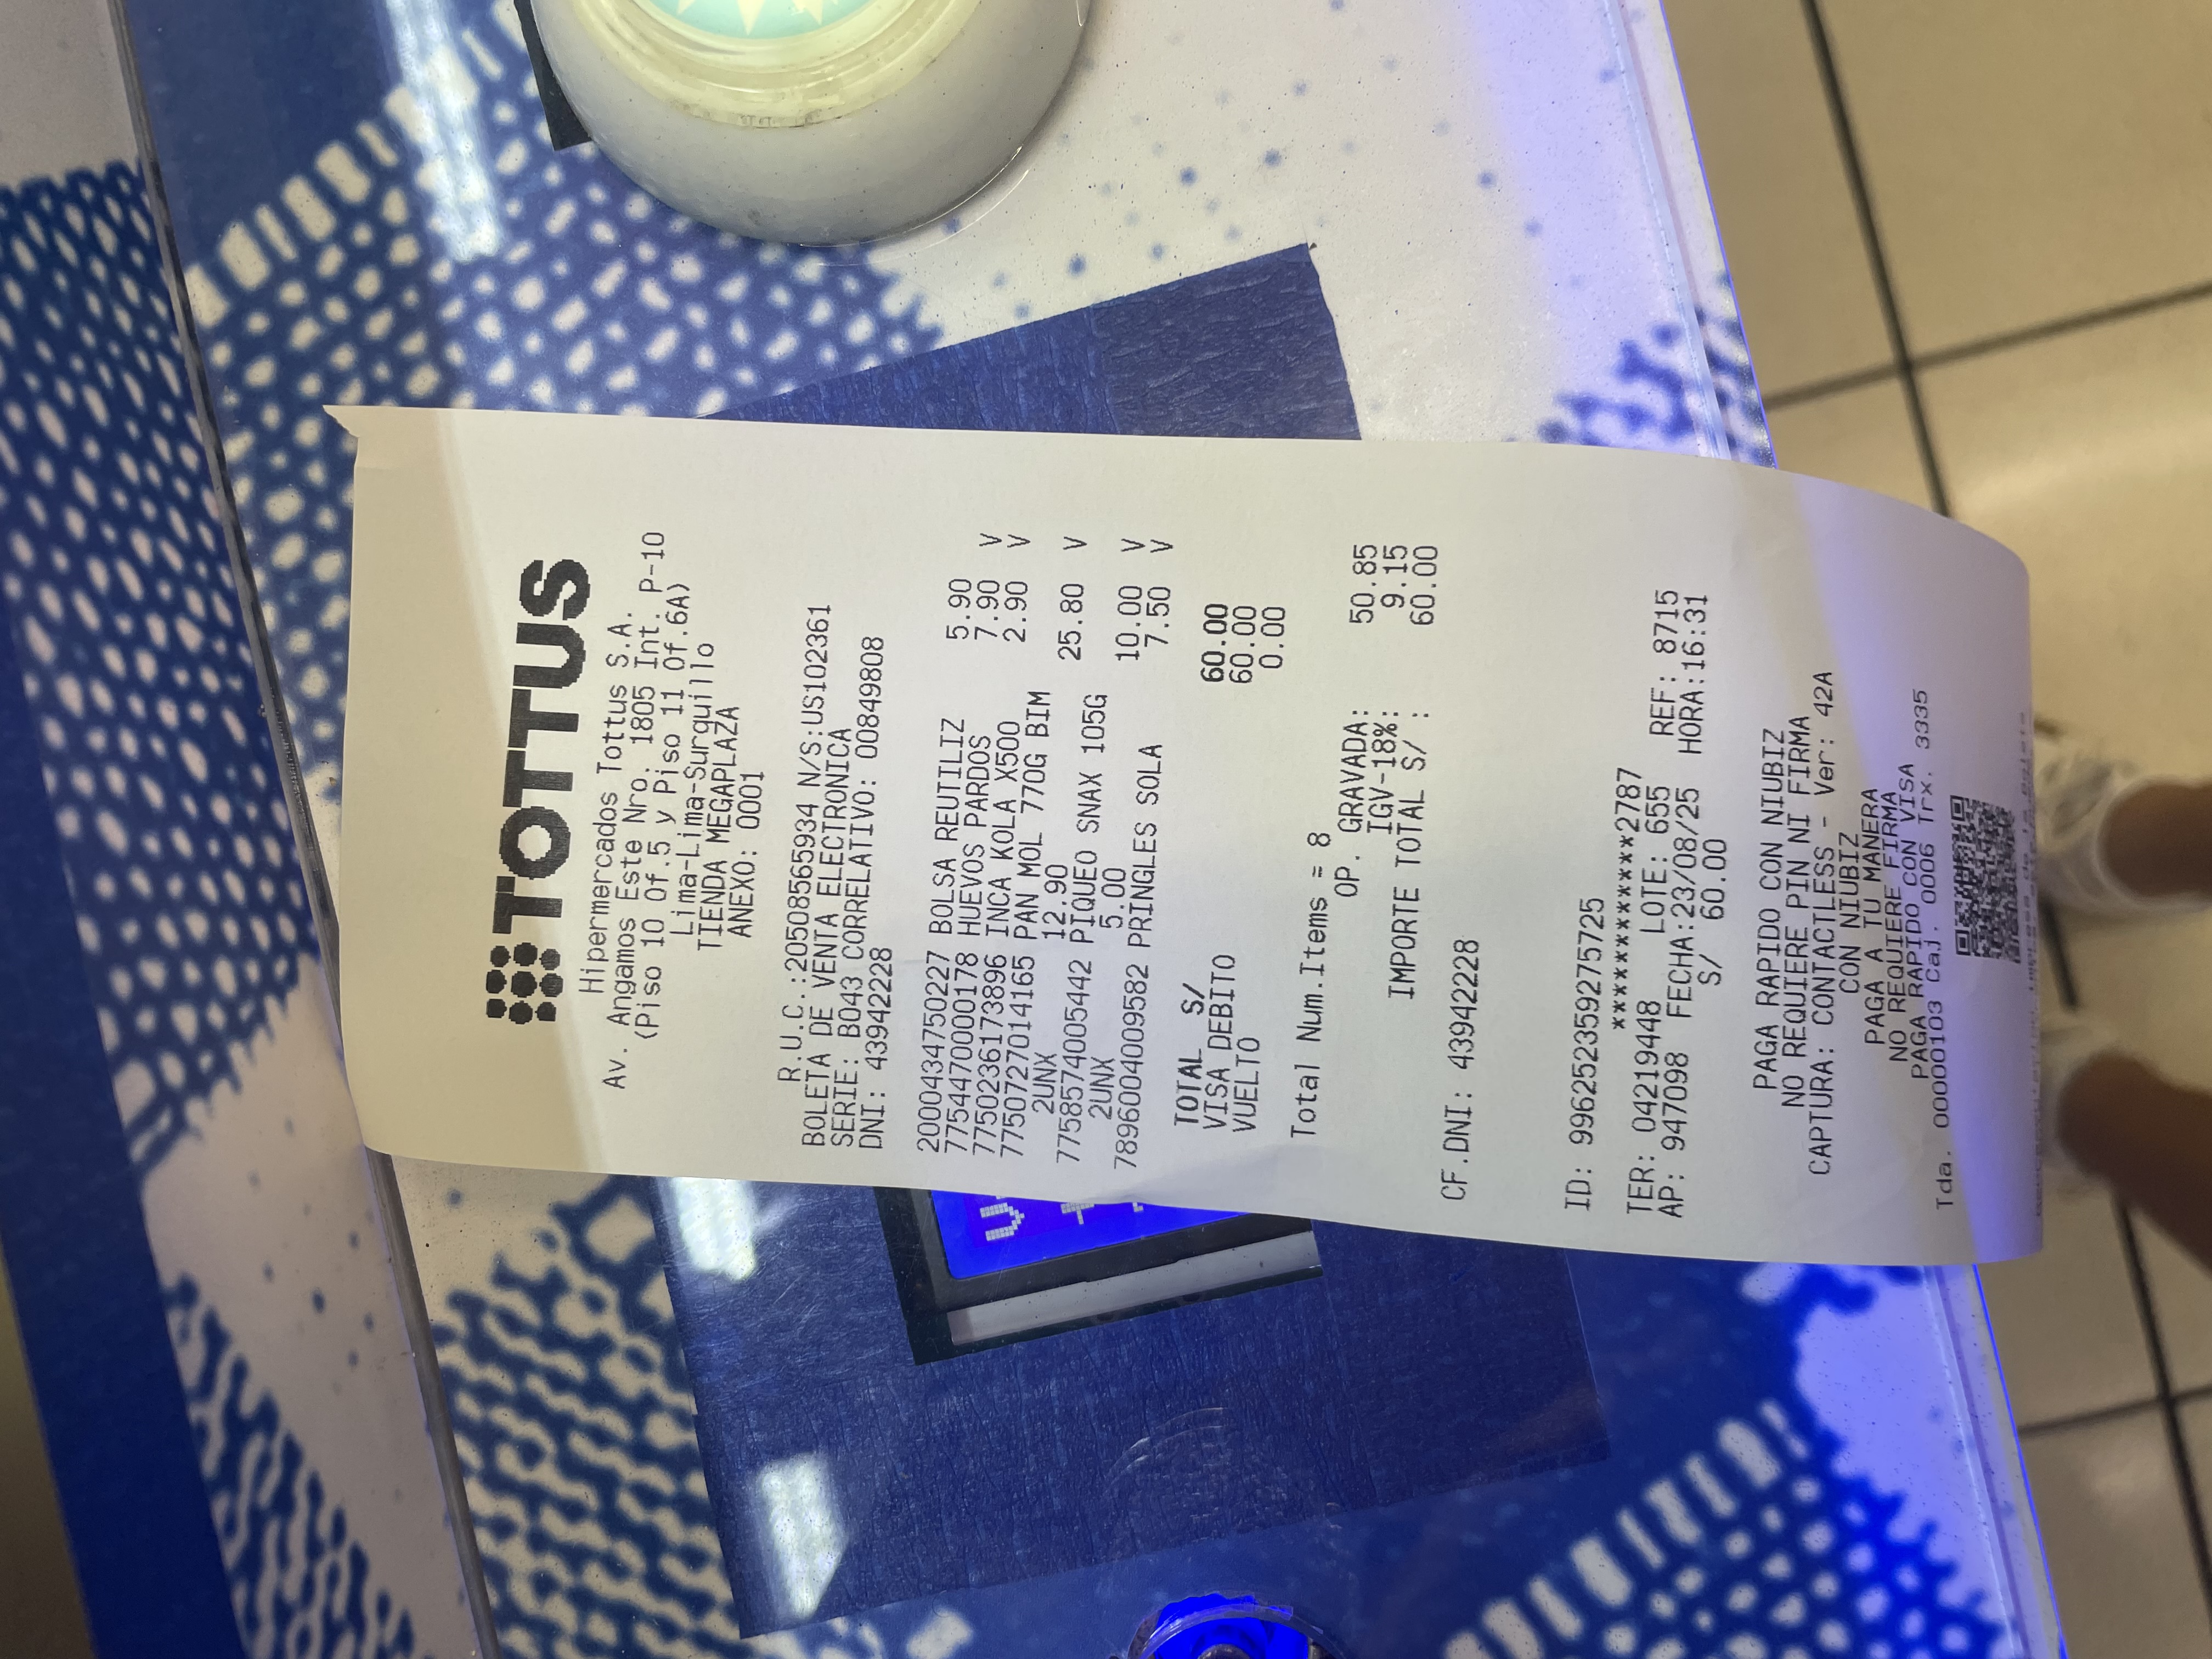 TOTTUS
Hipermercados Tottus S.A.
Av. Angamos Este Nro. 1805 Int. P-10
(Piso 10 Of.5 y Piso 11 Of.6A)
Lima-Lima-Surquillo
TIENDA MEGAPLAZA
ANEXO: 0001
R.U.C.:20508565934 N/S:US102361
BOLETA DE VENTA ELECTRONICA
SERIE: B043 CORRELATIVO: 00849808
DNI: 43942228
2000434750227 BOLSA REUTILIZ 5.90
7754470000178 HUEVOS PARDOS 7.90 V
7750236173896 INCA KOLA X500 2.90 V
7750727014165 PAN MOL 770G BIM
2UNX 12.90 25.80 V
7758574005442 PIQUEO SNAX 105G
2UNX 5.00 10.00 V
7896004009582 PRINGLES SOLA 7.50 V
TOTAL S/ 60.00
VISA DEBITO 60.00
VUELTO 0.00
Total Num.Items = 8
OP. GRAVADA: 50.85
IGV-18%: 9.15
IMPORTE TOTAL S/ : 60.00
CF.DNI: 43942228
ID: 996252359275725
************2787
TER: 04219448 LOTE: 655 REF: 8715
AP: 947098 FECHA:23/08/25 HORA:16:31
S/ 60.00
PAGA RAPIDO CON NIUBIZ
NO REQUIERE PIN NI FIRMA
CAPTURA: CONTACTLESS - Ver: 42A
CON NIUBIZ
PAGA A TU MANERA
NO REQUIERE FIRMA
PAGA RAPIDO CON VISA
Tda. 00000103 Caj. 0006 Trx. 3335
impresa de la Boleta